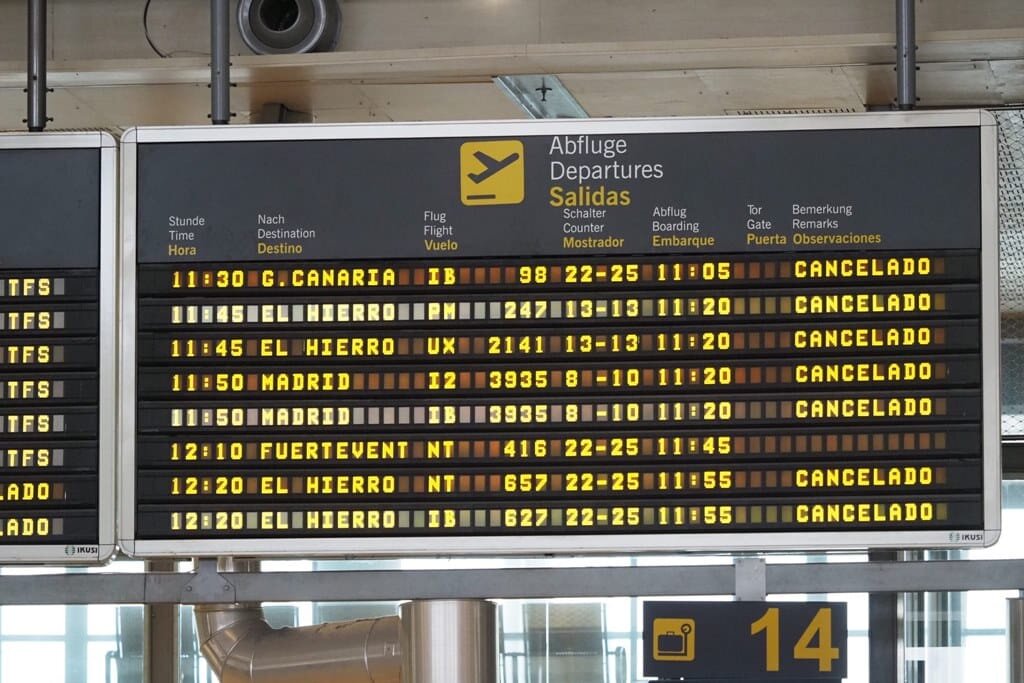 Abfluge
Departures
Salidas
Stunde Nach Flug Schalter Abflug Tor Bemerkung
Time Destination Flight Counter Boarding Gate Remarks
Hora Destino Vuelo Mostrador Embarque Puerta Observaciones
11:30 G.CANARIA IB 98 22-25 11:05 CANCELADO
11:45 EL HIERRO PM 247 13-13 11:20 CANCELADO
11:45 EL HIERRO UX 2141 13-13 11:20 CANCELADO
11:50 MADRID I2 3935 8 -10 11:20 CANCELADO
11:50 MADRID IB 3935 8 -10 11:20 CANCELADO
12:10 FUERTEVENT NT 416 22-25 11:45
12:20 EL HIERRO NT 657 22-25 11:55 CANCELADO
12:20 EL HIERRO IB 627 22-25 11:55 CANCELADO
TFS
TFS
TFS
TFS
TFS
TFS
LADO
LADO
IKUSI
IKUSI
14